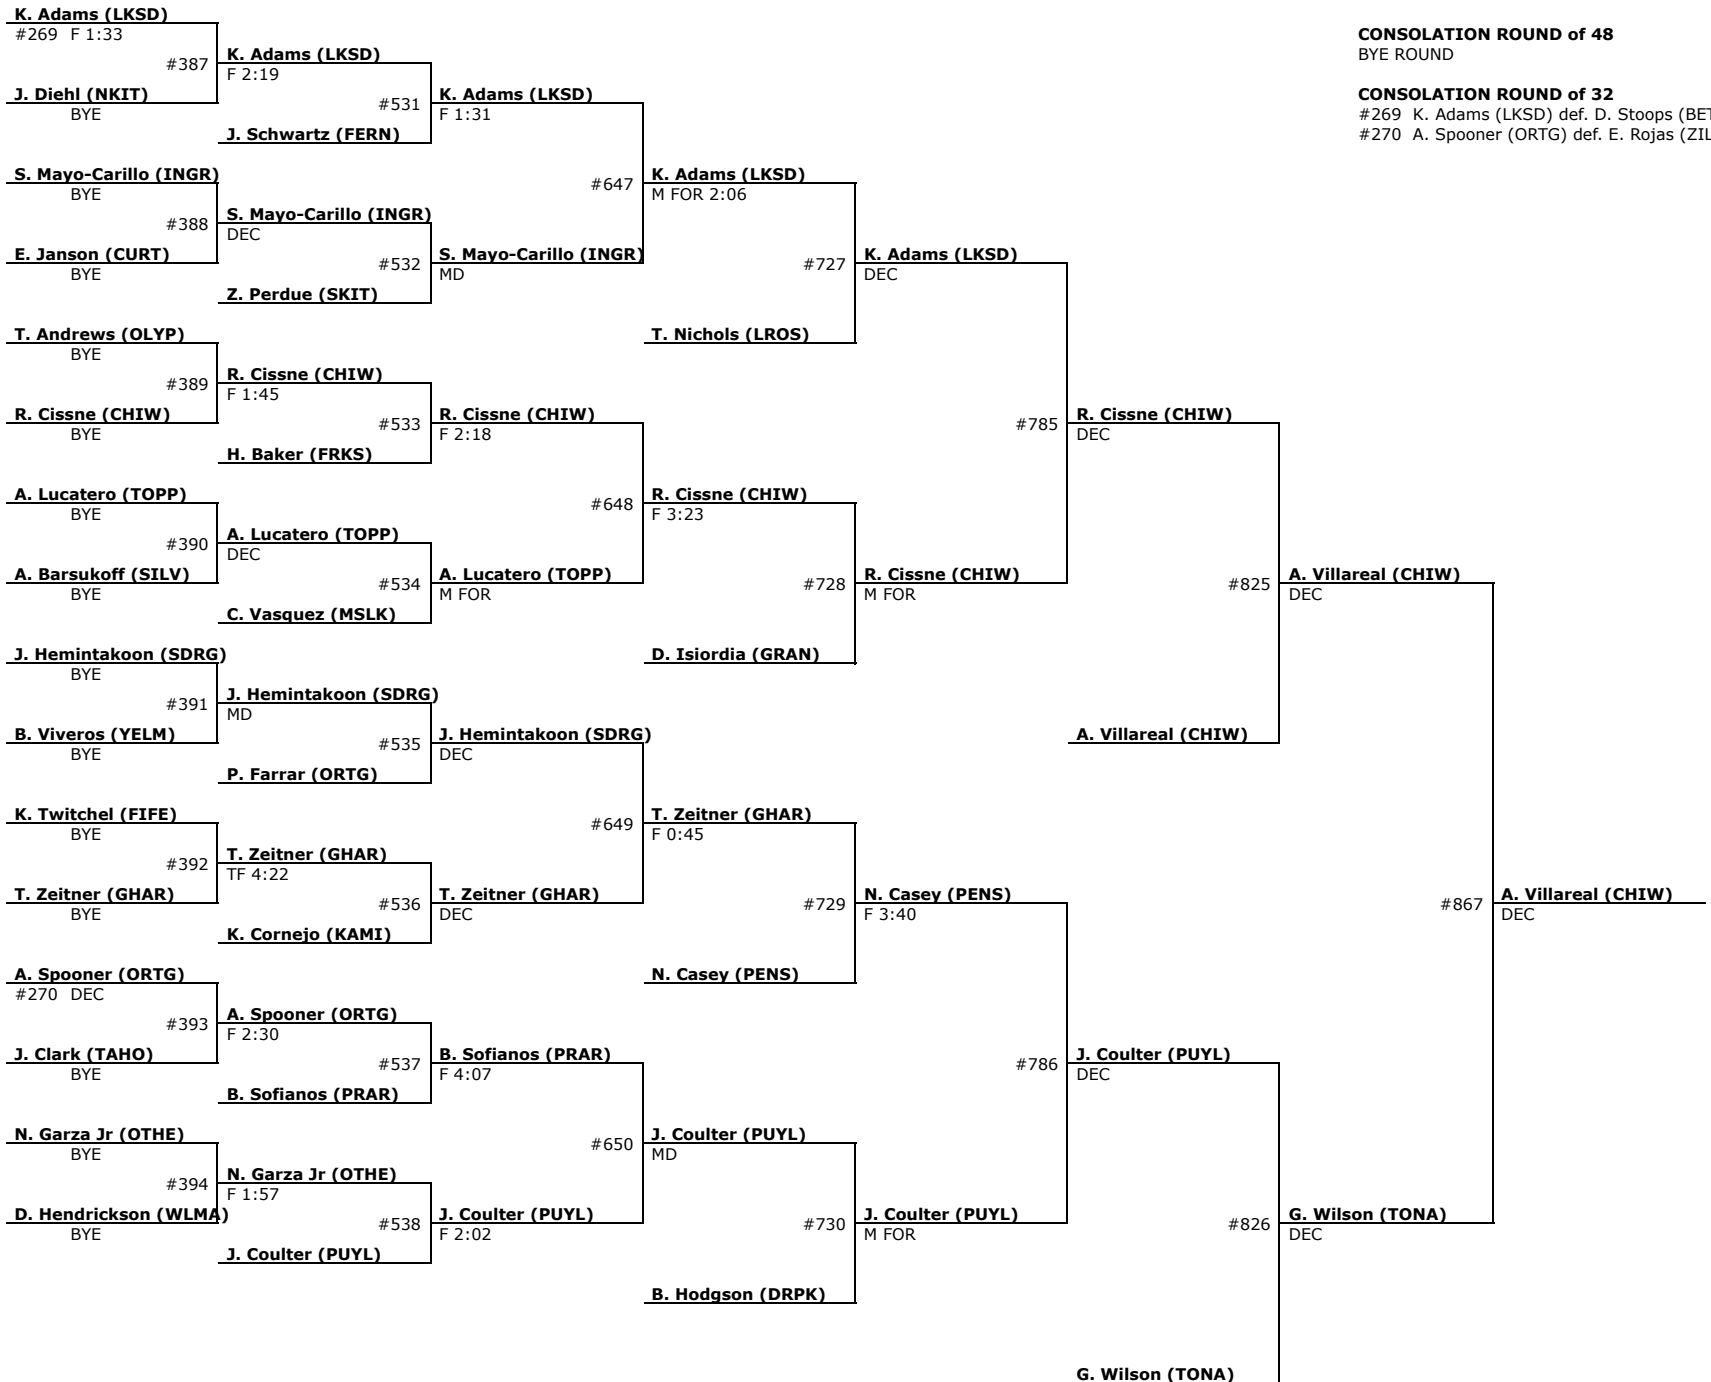 K. Adams (LKSD)
#269 F 1:33
#387
J. Diehl (NKIT)
BYE
S. Mayo-Carillo (INGR)
BYE
#388
E. Janson (CURT)
BYE
T. Andrews (OLYP)
BYE
#389
R. Cissne (CHIW)
BYE
A. Lucatero (TOPP)
BYE
#390
A. Barsukoff (SILV)
BYE
J. Hemintakoon (SDRG)
BYE
#391
B. Viveros (YELM)
BYE
K. Twitchel (FIFE)
BYE
#392
T. Zeitner (GHAR)
BYE
A. Spooner (ORTG)
#270 DEC
#393
J. Clark (TAHO)
BYE
N. Garza Jr (OTHE)
BYE
#394
D. Hendrickson (WLMA)
BYE
K. Adams (LKSD)
F 2:19
#531
J. Schwartz (FERN)
S. Mayo-Carillo (INGR)
DEC
#532
Z. Perdue (SKIT)
R. Cissne (CHIW)
F 1:45
#533
H. Baker (FRKS)
A. Lucatero (TOPP)
DEC
#534
C. Vasquez (MSLK)
J. Hemintakoon (SDRG)
MD
#535
P. Farrar (ORTG)
T. Zeitner (GHAR)
TF 4:22
#536
K. Cornejo (KAMI)
A. Spooner (ORTG)
F 2:30
#537
B. Sofianos (PRAR)
N. Garza Jr (OTHE)
F 1:57
#538
J. Coulter (PUYL)
K. Adams (LKSD)
F 1:31
#647
S. Mayo-Carillo (INGR)
MD
R. Cissne (CHIW)
F 2:18
#648
A. Lucatero (TOPP)
M FOR
J. Hemintakoon (SDRG)
DEC
#649
T. Zeitner (GHAR)
DEC
B. Sofianos (PRAR)
F 4:07
#650
J. Coulter (PUYL)
F 2:02
K. Adams (LKSD)
M FOR 2:06
#727
T. Nichols (LROS)
R. Cissne (CHIW)
F 3:23
#728
D. Isiordia (GRAN)
T. Zeitner (GHAR)
F 0:45
#729
N. Casey (PENS)
J. Coulter (PUYL)
MD
#730
B. Hodgson (DRPK)
K. Adams (LKSD)
DEC
#785
R. Cissne (CHIW)
M FOR
N. Casey (PENS)
F 3:40
#786
J. Coulter (PUYL)
M FOR
R. Cissne (CHIW)
DEC
#825
A. Villareal (CHIW)
J. Coulter (PUYL)
DEC
#826
G. Wilson (TONA)
A. Villareal (CHIW)
DEC
#867
G. Wilson (TONA)
DEC
A. Villareal (CHIW)
DEC
CONSOLATION ROUND of 48
BYE ROUND
CONSOLATION ROUND of 32
#269 K. Adams (LKSD) def. D. Stoops (BET
#270 A. Spooner (ORTG) def. E. Rojas (ZIL